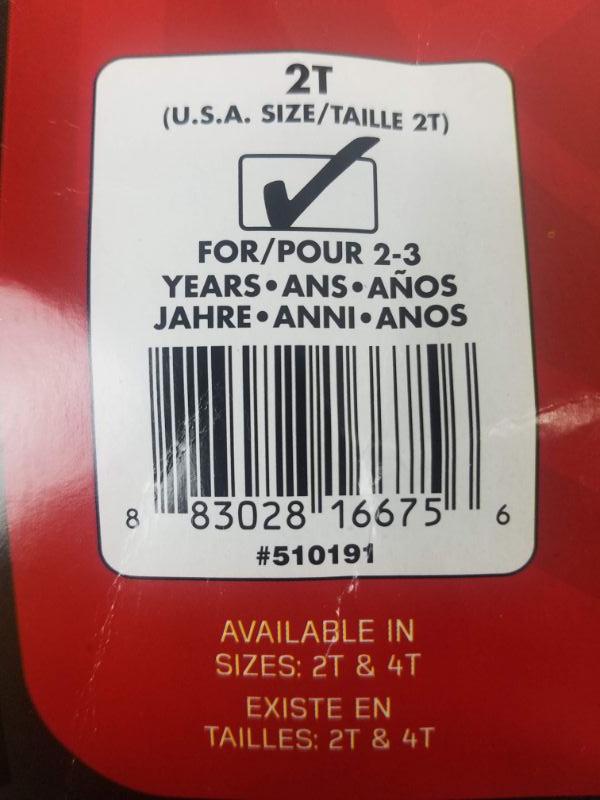 2T
(U.S.A. SIZE/TAILLE 2T)
FOR/POUR 2-3
YEARS•ANS•AÑOS
JAHRE•ANNI•ANOS
8 83028 16675 6
#510191
AVAILABLE IN
SIZES: 2T & 4T
EXISTE EN
TAILLES: 2T & 4T